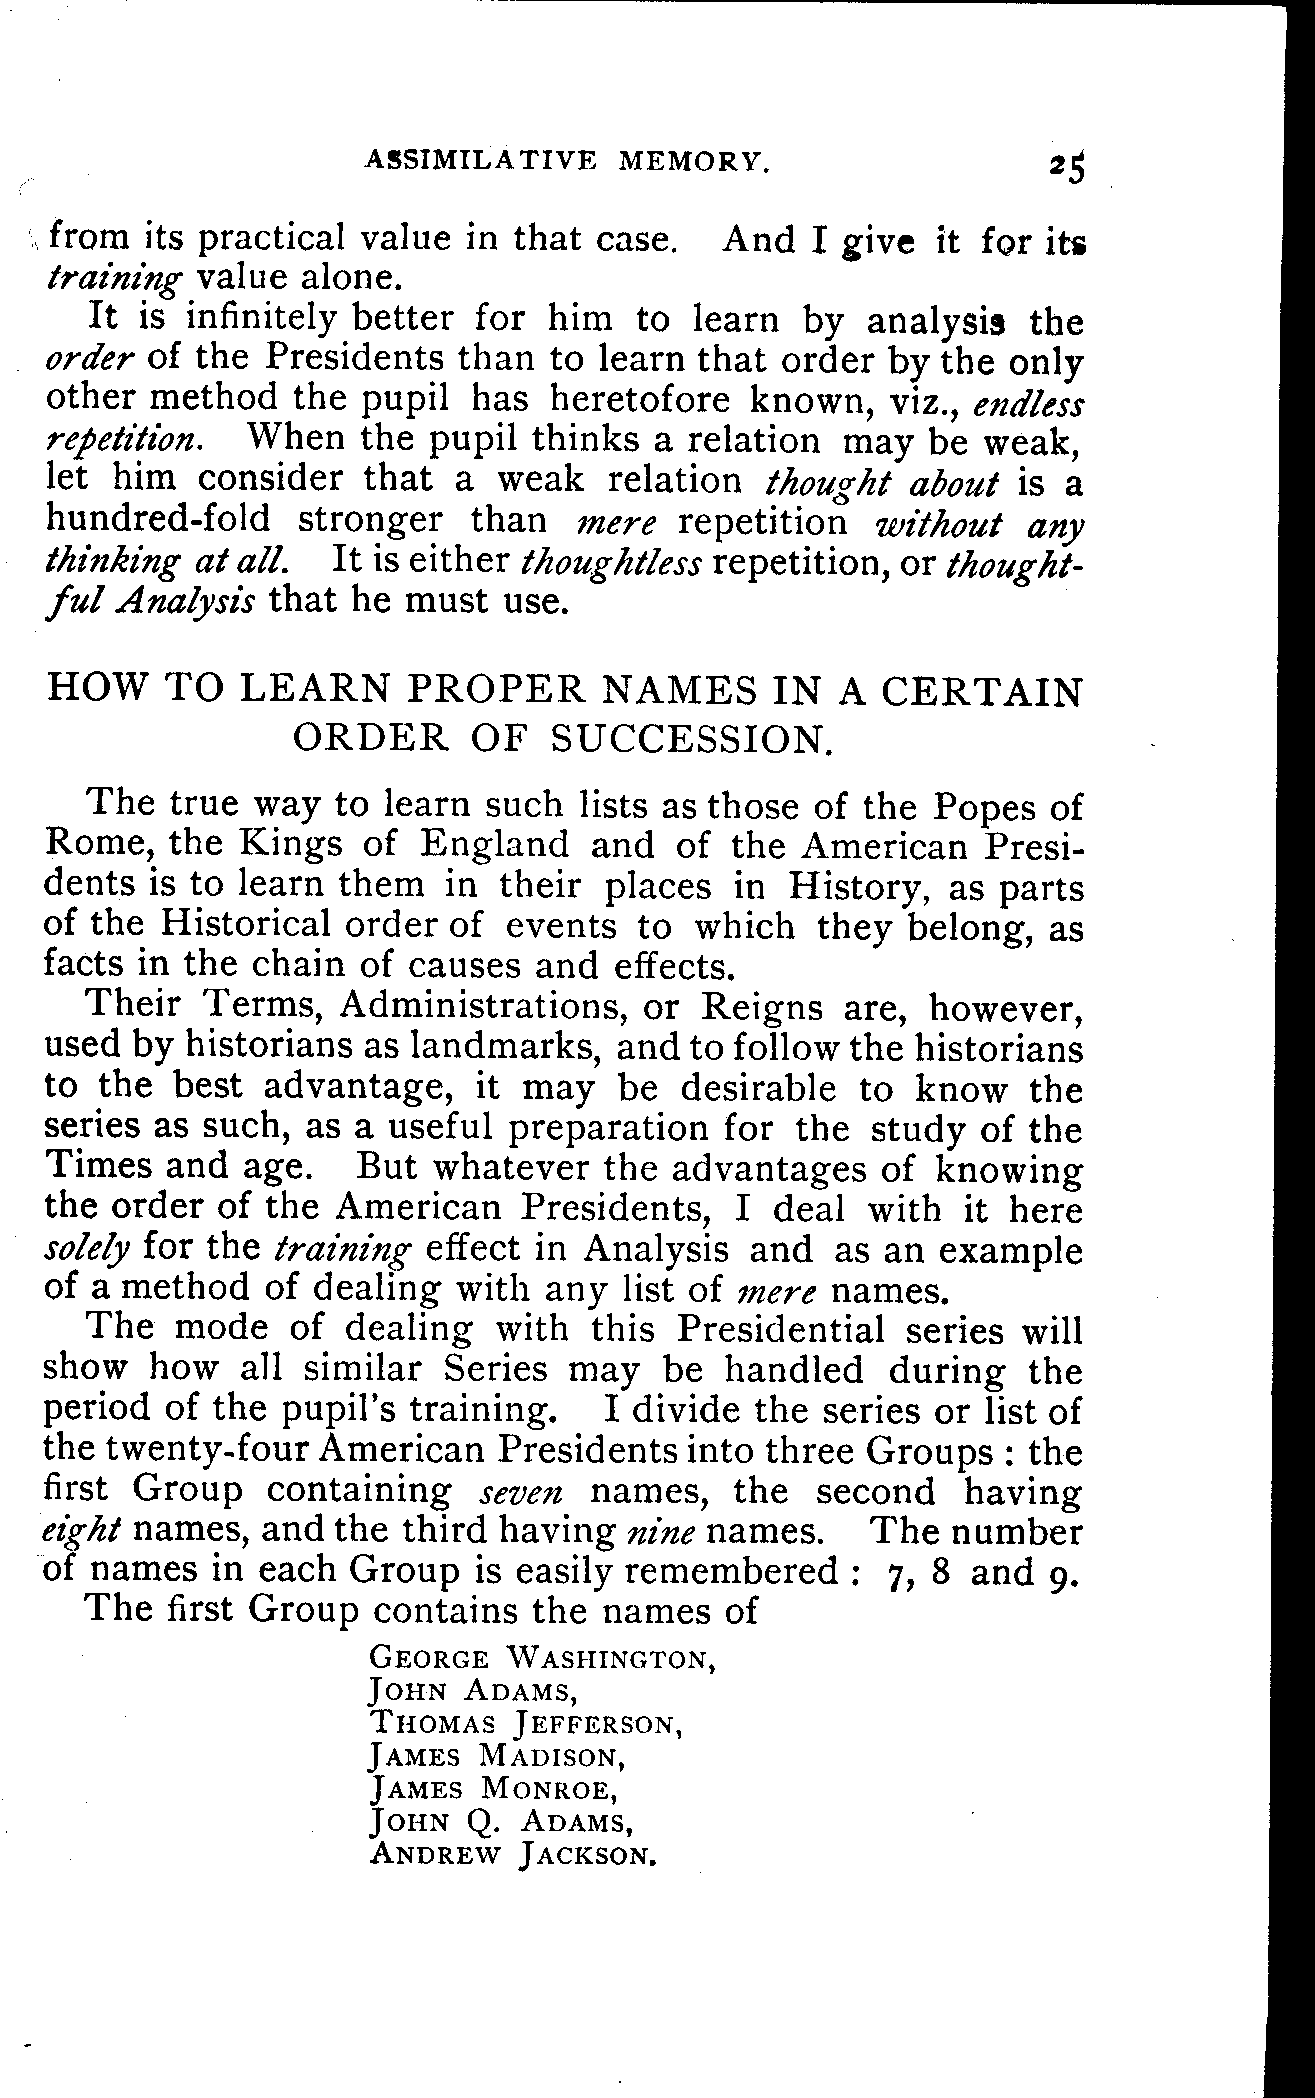 ASSIMILATIVE MEMORY. 25
from its practical value in that case. And I give it for its
training value alone.
It is infinitely better for him to learn by analysis the
order of the Presidents than to learn that order by the only
other method the pupil has heretofore known, viz., endless
repetition. When the pupil thinks a relation may be weak,
let him consider that a weak relation thought about is a
hundred-fold stronger than mere repetition without any
thinking at all. It is either thoughtless repetition, or thought-
ful Analysis that he must use.
HOW TO LEARN PROPER NAMES IN A CERTAIN
ORDER OF SUCCESSION.
The true way to learn such lists as those of the Popes of
Rome, the Kings of England and of the American Presi-
dents is to learn them in their places in History, as parts
of the Historical order of events to which they belong, as
facts in the chain of causes and effects.
Their Terms, Administrations, or Reigns are, however,
used by historians as landmarks, and to follow the historians
to the best advantage, it may be desirable to know the
series as such, as a useful preparation for the study of the
Times and age. But whatever the advantages of knowing
the order of the American Presidents, I deal with it here
solely for the training effect in Analysis and as an example
of a method of dealing with any list of mere names.
The mode of dealing with this Presidential series will
show how all similar Series may be handled during the
period of the pupil's training. I divide the series or list of
the twenty-four American Presidents into three Groups : the
first Group containing seven names, the second having
eight names, and the third having nine names. The number
of names in each Group is easily remembered : 7, 8 and 9.
The first Group contains the names of
GEORGE WASHINGTON,
JOHN ADAMS,
THOMAS JEFFERSON,
JAMES MADISON,
JAMES MONROE,
JOHN Q. ADAMS,
ANDREW JACKSON.